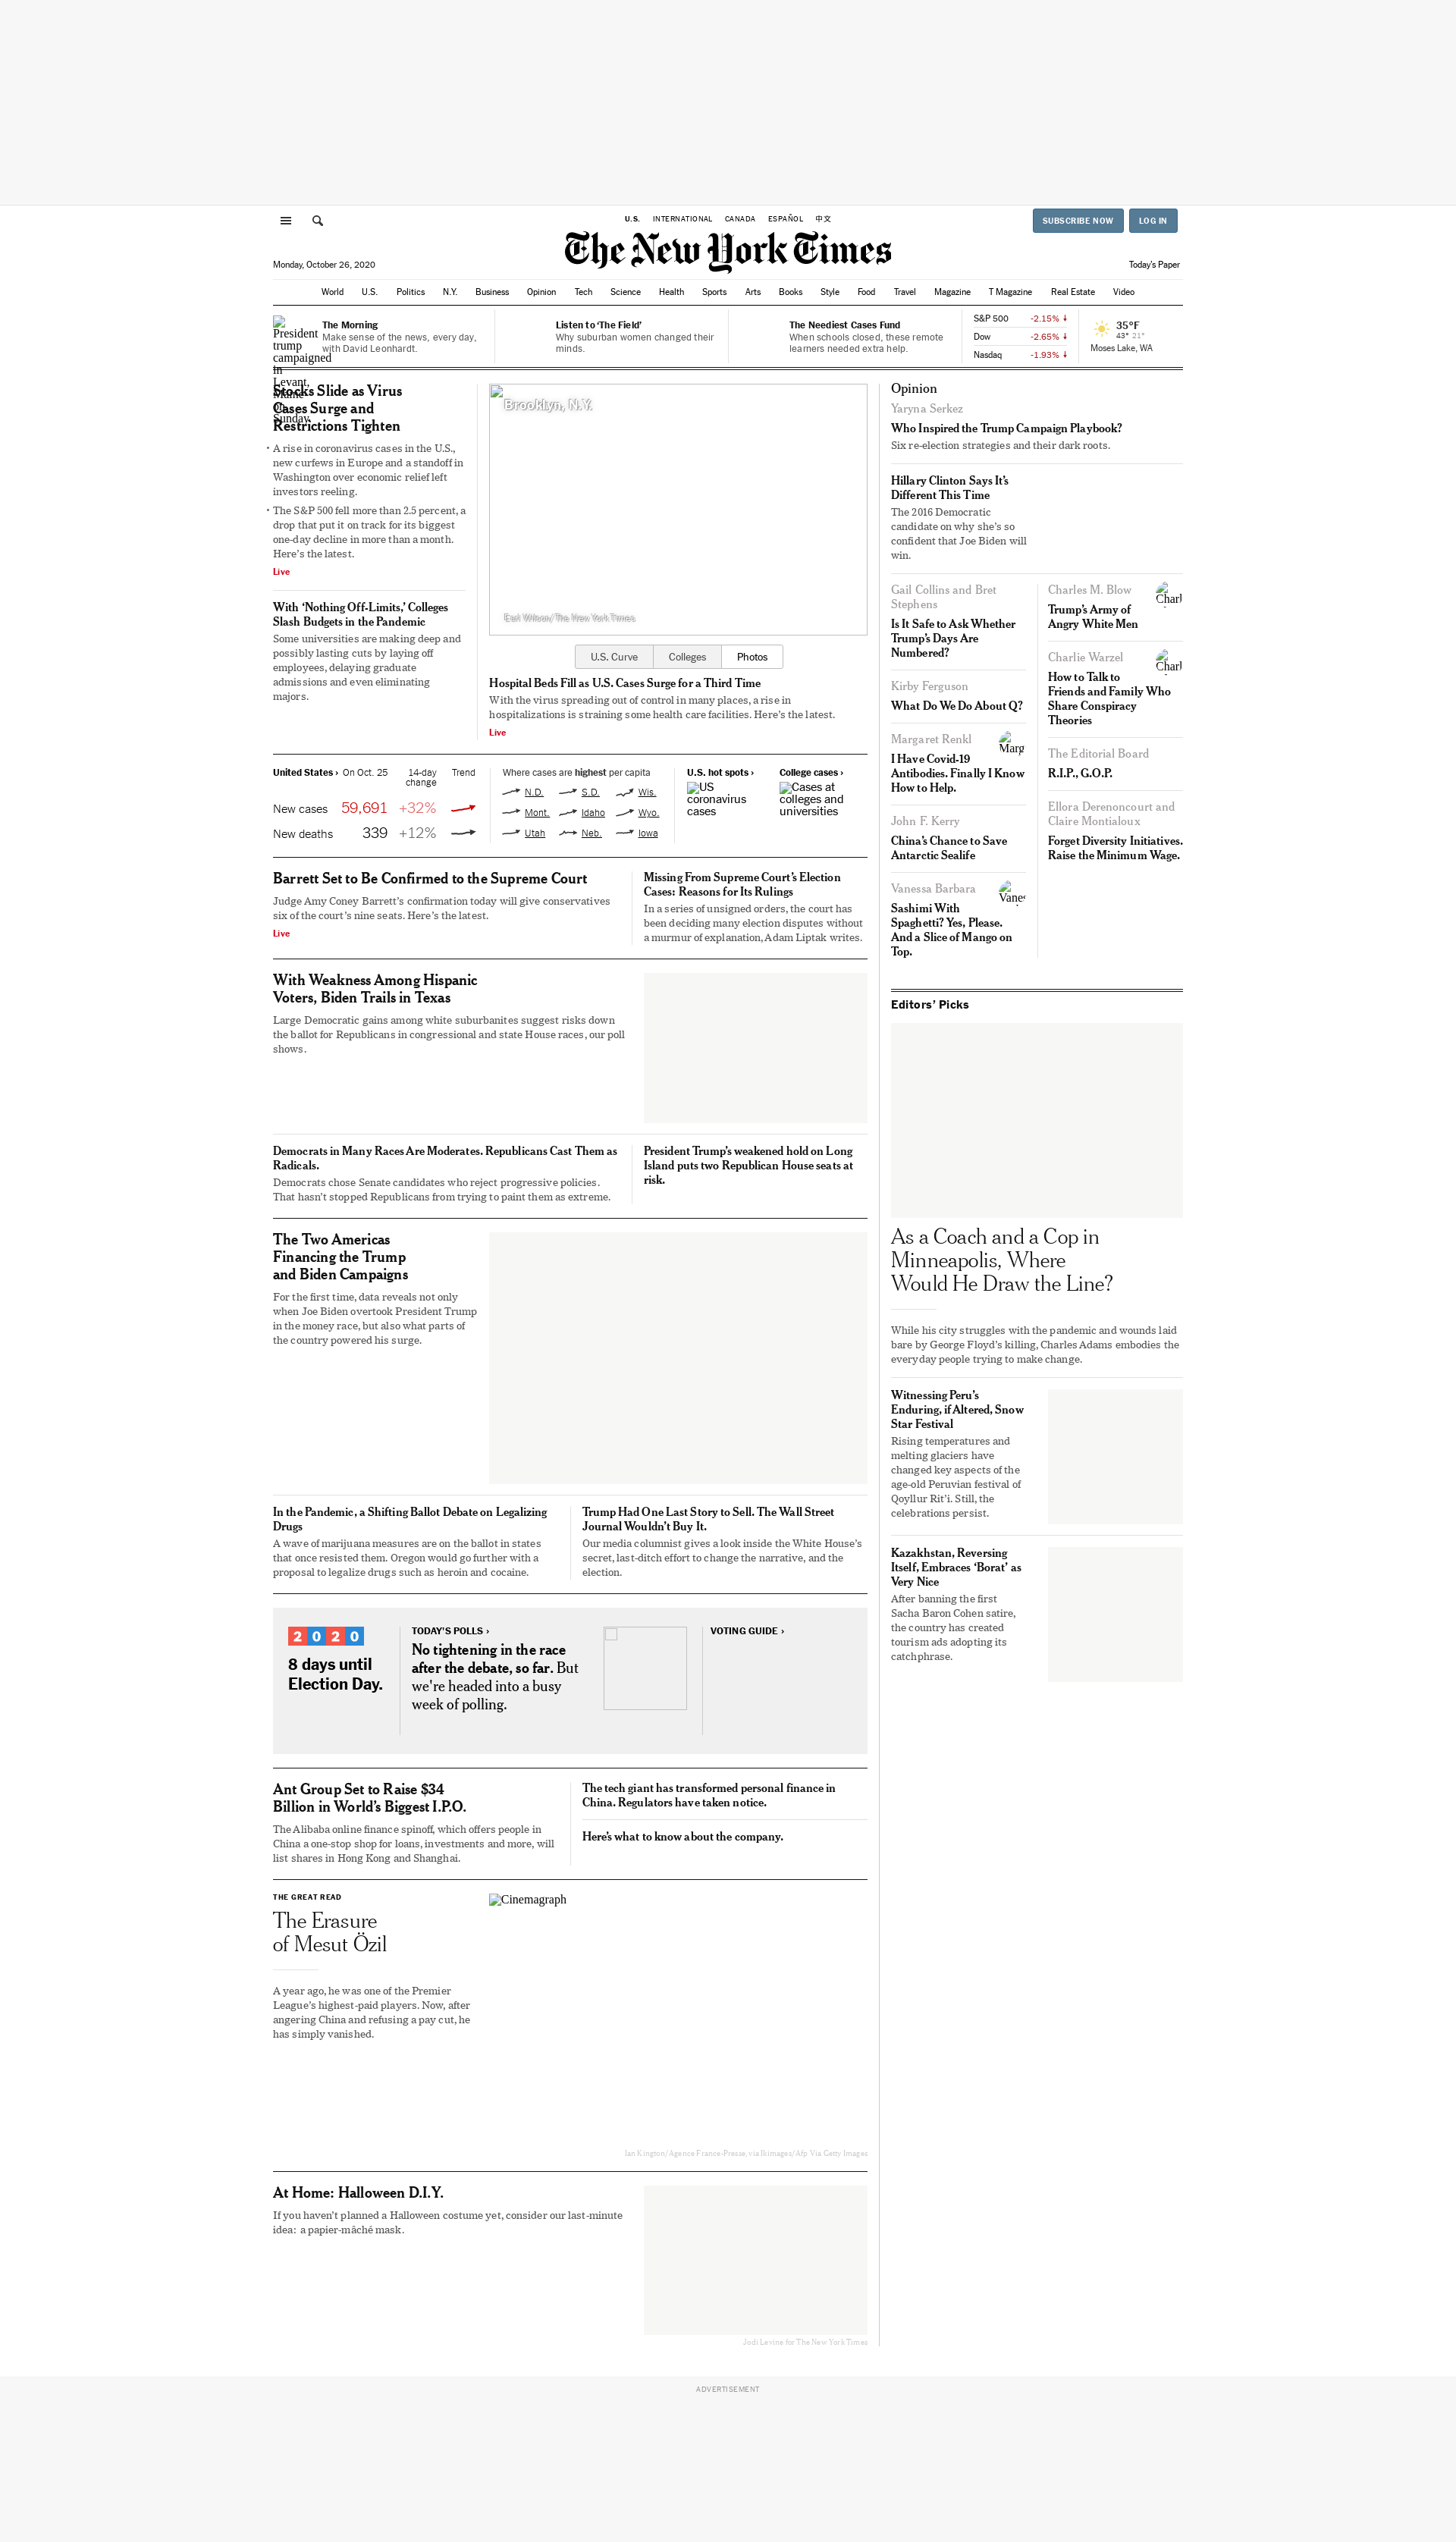 U.S. INTERNATIONAL CANADA ESPAÑOL 中文
SUBSCRIBE NOW LOG IN
The New York Times
Monday, October 26, 2020
Today's Paper
World U.S. Politics N.Y. Business Opinion Tech Science Health Sports Arts Books Style Food Travel Magazine T Magazine Real Estate Video
President
trump
campaigned
in
Levant,
Maine
on
Sunday.
The Morning
Make sense of the news, every day,
with David Leonhardt.
Listen to ‘The Field’
Why suburban women changed their
minds.
The Neediest Cases Fund
When schools closed, these remote
learners needed extra help.
S&P 500 -2.15%
Dow -2.65%
Nasdaq -1.93%
35°F
43° 21°
Moses Lake, WA
Stocks Slide as Virus
Cases Surge and
Restrictions Tighten
• A rise in coronavirus cases in the U.S.,
new curfews in Europe and a standoff in
Washington over economic relief left
investors reeling.
• The S&P 500 fell more than 2.5 percent, a
drop that put it on track for its biggest
one-day decline in more than a month.
Here’s the latest.
Live
With ‘Nothing Off-Limits,’ Colleges
Slash Budgets in the Pandemic
Some universities are making deep and
possibly lasting cuts by laying off
employees, delaying graduate
admissions and even eliminating
majors.
Brooklyn, N.Y.
Earl Wilson/The New York Times
U.S. Curve Colleges Photos
Hospital Beds Fill as U.S. Cases Surge for a Third Time
With the virus spreading out of control in many places, a rise in
hospitalizations is straining some health care facilities. Here’s the latest.
Live
United States › On Oct. 25 14-day
change Trend
New cases 59,691 +32%
New deaths 339 +12%
Where cases are highest per capita
N.D. S.D. Wis.
Mont. Idaho Wyo.
Utah Neb. Iowa
U.S. hot spots ›
US
coronavirus
cases
College cases ›
Cases at
colleges and
universities
Barrett Set to Be Confirmed to the Supreme Court
Judge Amy Coney Barrett’s confirmation today will give conservatives
six of the court’s nine seats. Here’s the latest.
Live
Missing From Supreme Court’s Election
Cases: Reasons for Its Rulings
In a series of unsigned orders, the court has
been deciding many election disputes without
a murmur of explanation, Adam Liptak writes.
With Weakness Among Hispanic
Voters, Biden Trails in Texas
Large Democratic gains among white suburbanites suggest risks down
the ballot for Republicans in congressional and state House races, our poll
shows.
Democrats in Many Races Are Moderates. Republicans Cast Them as
Radicals.
Democrats chose Senate candidates who reject progressive policies.
That hasn’t stopped Republicans from trying to paint them as extreme.
President Trump’s weakened hold on Long
Island puts two Republican House seats at
risk.
The Two Americas
Financing the Trump
and Biden Campaigns
For the first time, data reveals not only
when Joe Biden overtook President Trump
in the money race, but also what parts of
the country powered his surge.
In the Pandemic, a Shifting Ballot Debate on Legalizing
Drugs
A wave of marijuana measures are on the ballot in states
that once resisted them. Oregon would go further with a
proposal to legalize drugs such as heroin and cocaine.
Trump Had One Last Story to Sell. The Wall Street
Journal Wouldn’t Buy It.
Our media columnist gives a look inside the White House’s
secret, last-ditch effort to change the narrative, and the
election.
2020
8 days until
Election Day.
TODAY’S POLLS ›
No tightening in the race
after the debate, so far. But
we're headed into a busy
week of polling.
VOTING GUIDE ›
Ant Group Set to Raise $34
Billion in World’s Biggest I.P.O.
The Alibaba online finance spinoff, which offers people in
China a one-stop shop for loans, investments and more, will
list shares in Hong Kong and Shanghai.
The tech giant has transformed personal finance in
China. Regulators have taken notice.
Here’s what to know about the company.
THE GREAT READ
The Erasure
of Mesut Özil
A year ago, he was one of the Premier
League’s highest-paid players. Now, after
angering China and refusing a pay cut, he
has simply vanished.
Cinemagraph
Ian Kington/Agence France-Presse, via Ikimages/Afp Via Getty Images
At Home: Halloween D.I.Y.
If you haven’t planned a Halloween costume yet, consider our last-minute
idea: a papier-mâché mask.
Jodi Levine for The New York Times
Opinion
Yaryna Serkez
Who Inspired the Trump Campaign Playbook?
Six re-election strategies and their dark roots.
Hillary Clinton Says It’s
Different This Time
The 2016 Democratic
candidate on why she’s so
confident that Joe Biden will
win.
Gail Collins and Bret
Stephens
Is It Safe to Ask Whether
Trump’s Days Are
Numbered?
Kirby Ferguson
What Do We Do About Q?
Margaret Renkl
I Have Covid-19
Antibodies. Finally I Know
How to Help.
John F. Kerry
China’s Chance to Save
Antarctic Sealife
Vanessa Barbara
Sashimi With
Spaghetti? Yes, Please.
And a Slice of Mango on
Top.
Charles M. Blow
Trump’s Army of
Angry White Men
Charlie Warzel
How to Talk to
Friends and Family Who
Share Conspiracy
Theories
The Editorial Board
R.I.P., G.O.P.
Ellora Derenoncourt and
Claire Montialoux
Forget Diversity Initiatives.
Raise the Minimum Wage.
Editors’ Picks
As a Coach and a Cop in
Minneapolis, Where
Would He Draw the Line?
While his city struggles with the pandemic and wounds laid
bare by George Floyd’s killing, Charles Adams embodies the
everyday people trying to make change.
Witnessing Peru’s
Enduring, if Altered, Snow
Star Festival
Rising temperatures and
melting glaciers have
changed key aspects of the
age-old Peruvian festival of
Qoyllur Rit’i. Still, the
celebrations persist.
Kazakhstan, Reversing
Itself, Embraces ‘Borat’ as
Very Nice
After banning the first
Sacha Baron Cohen satire,
the country has created
tourism ads adopting its
catchphrase.
ADVERTISEMENT